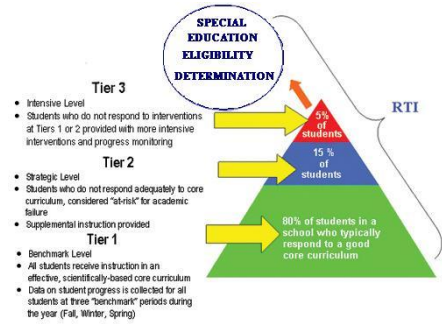 SPECIAL
EDUCATION
ELIGIBILITY
DETERMINATION
Tier 3
• Intensive Level
• Students who do not respond to interventions
at Tiers 1 or 2 provided with more intensive
interventions and progress monitoring
Tier 2
• Strategic Level
• Students who do not respond adequately to core
curriculum, considered "at-risk" for academic
failure
• Supplemental instruction provided
Tier 1
• Benchmark Level
• All students receive instruction in an
effective, scientifically-based core curriculum
• Data on student progress is collected for all
students at three "benchmark" periods during
the year (Fall, Winter, Spring)
RTI
5%
of
students
15 %
of
students
80% of students in a
school who typically
respond to a good
core curriculum